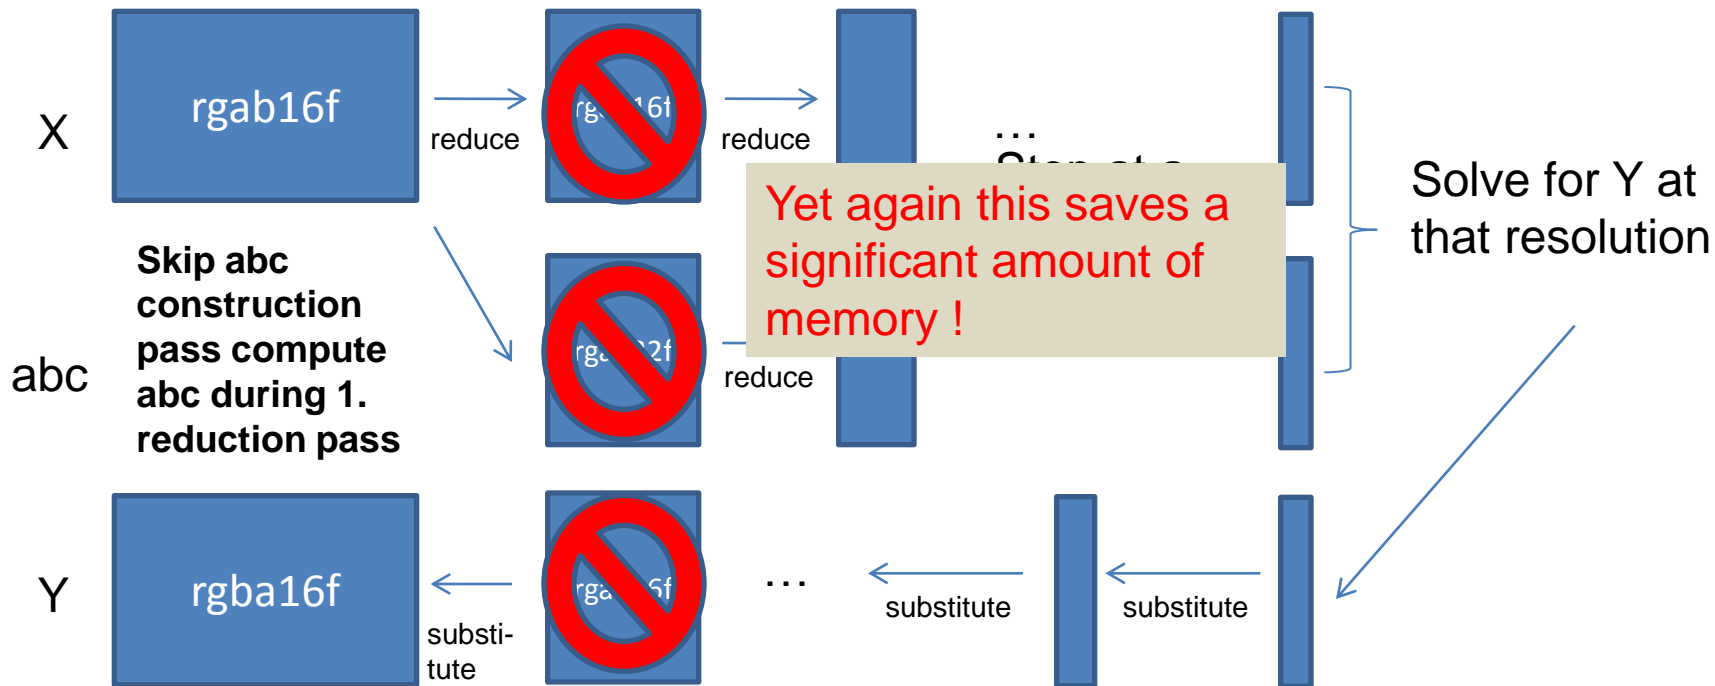 X
rgab16f
reduce
reduce
...
Solve for Y at
that resolution
Yet again this saves a
significant amount of
memory !
Skip abc
construction
pass compute
abc during 1.
reduction pass
abc
reduce
Y
rgba16f
substi-
tute
...
substitute
substitute